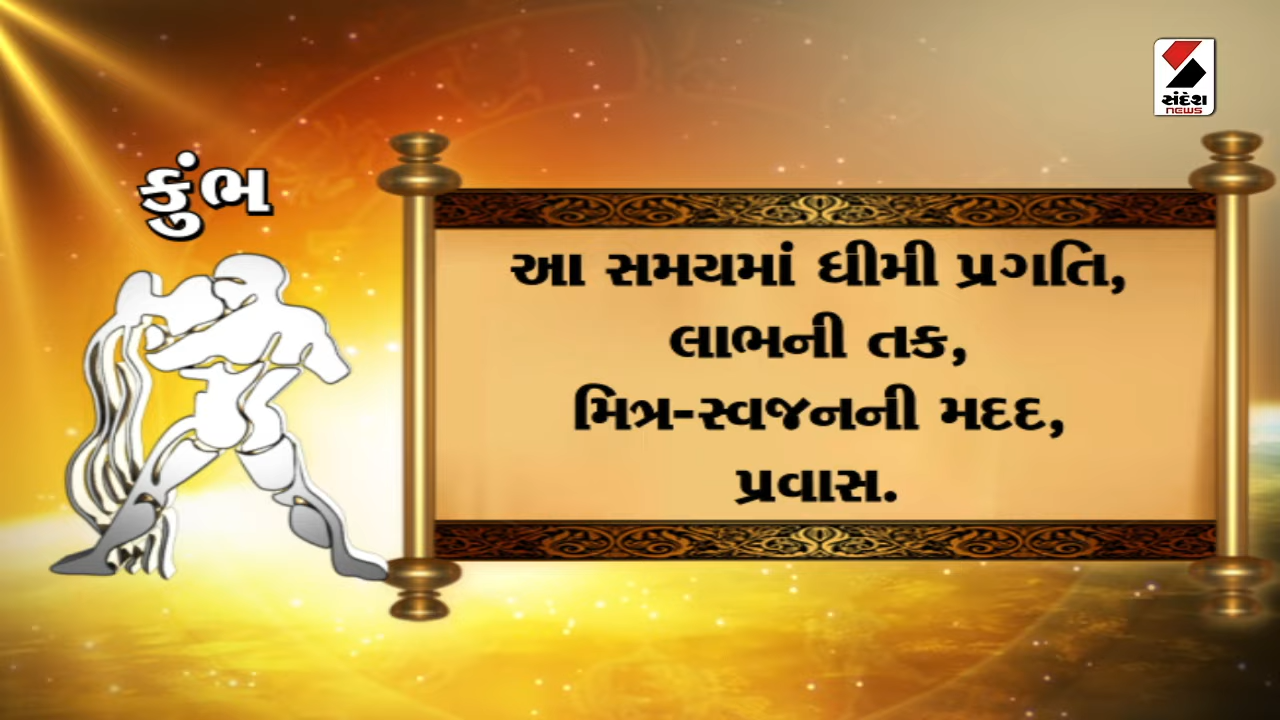 સંદેશ
NEWS
કુંભ
આ સમયમાં ધીમી પ્રગતિ,
લાભની તક,
મિત્ર-સ્વજનની મદદ,
પ્રવાસ.